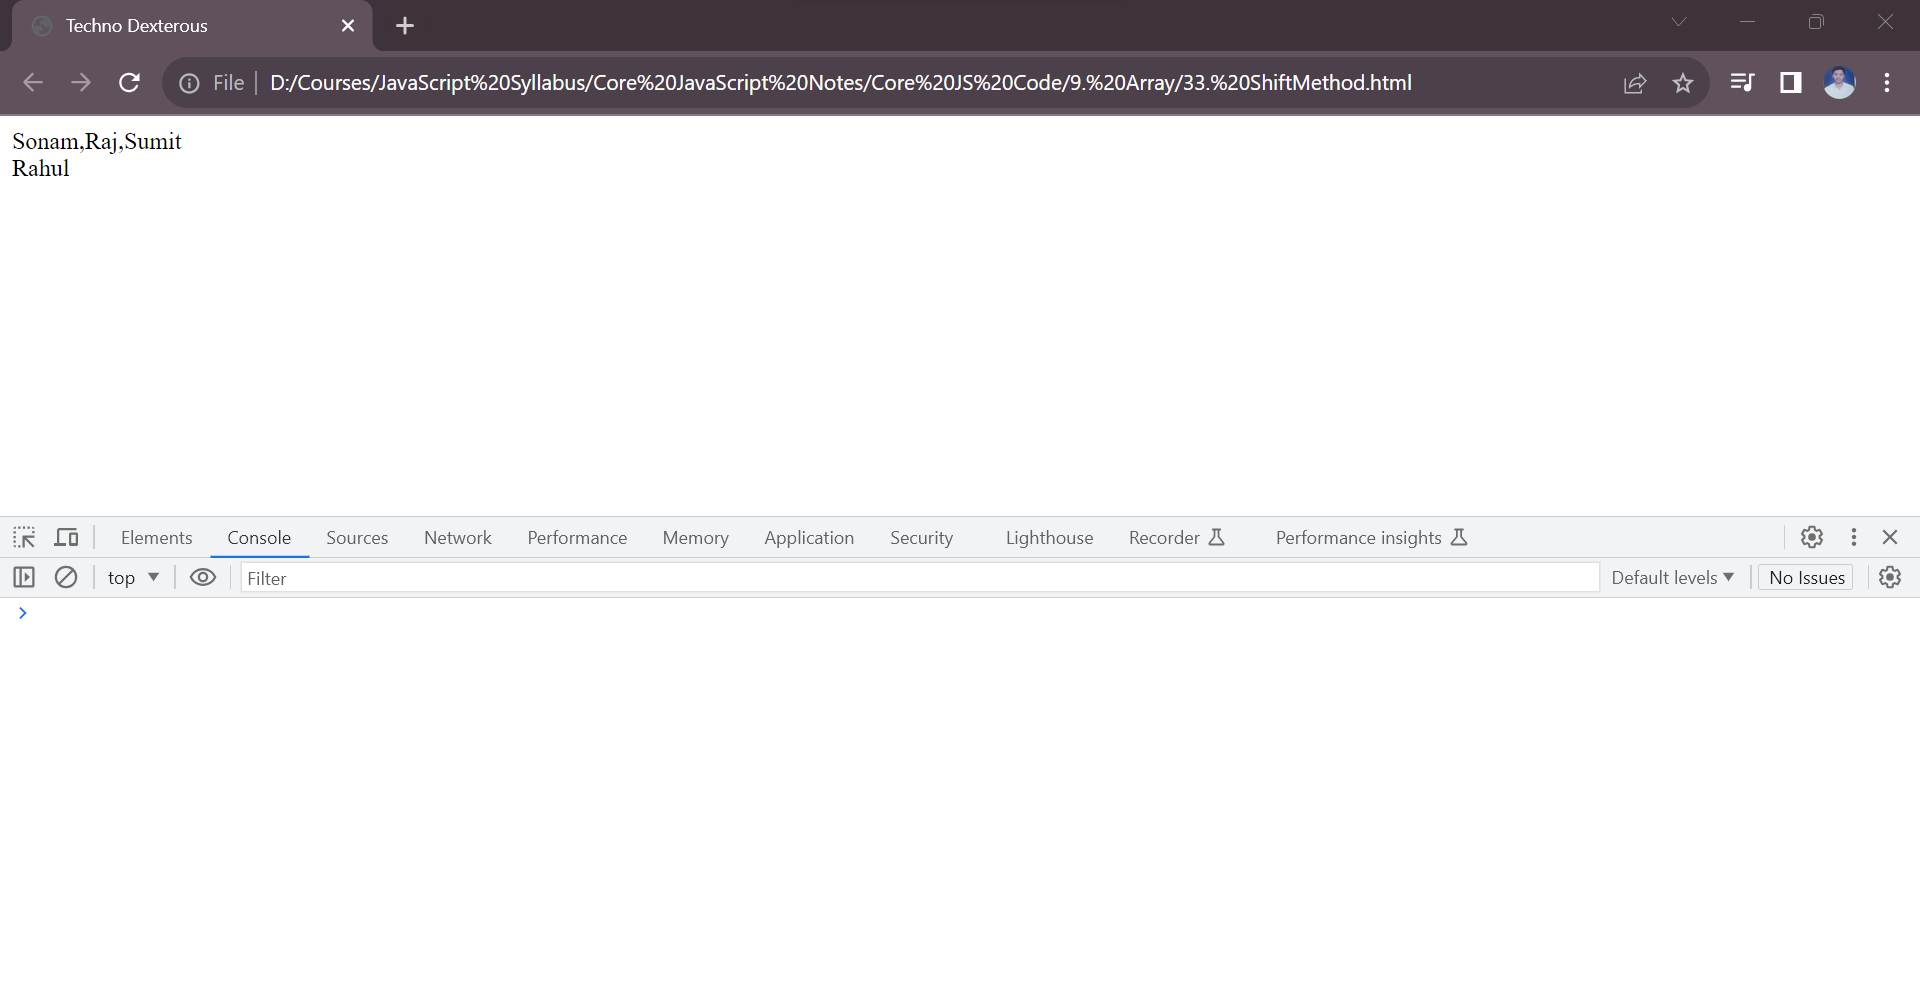 Techno Dexterous
File D:/Courses/JavaScript%20Syllabus/Core%20JavaScript%20Notes/Core%20JS%20Code/9.%20Array/33.%20ShiftMethod.html
Sonam,Raj,Sumit
Rahul
Elements Console Sources Network Performance Memory Application Security Lighthouse Recorder Performance insights
top Filter Default levels No Issues